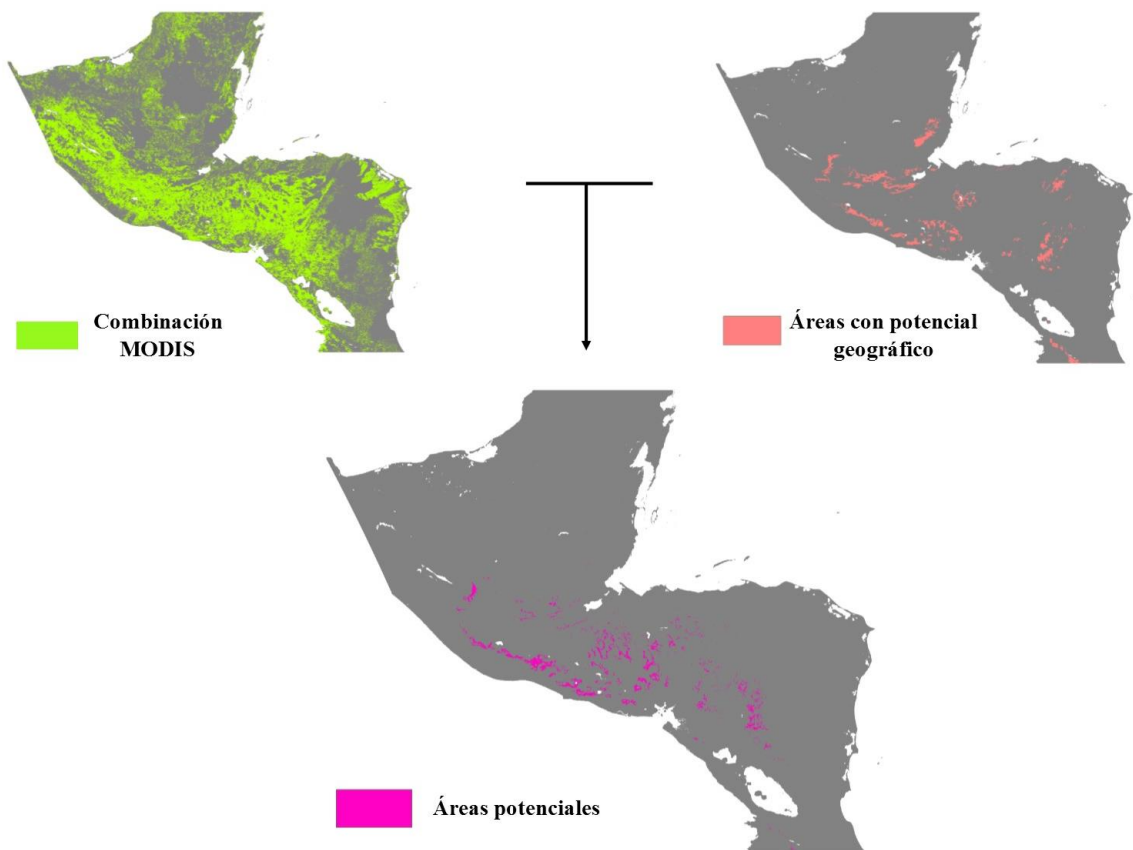 Combinación
MODIS
Áreas con potencial
geográfico
Áreas potenciales